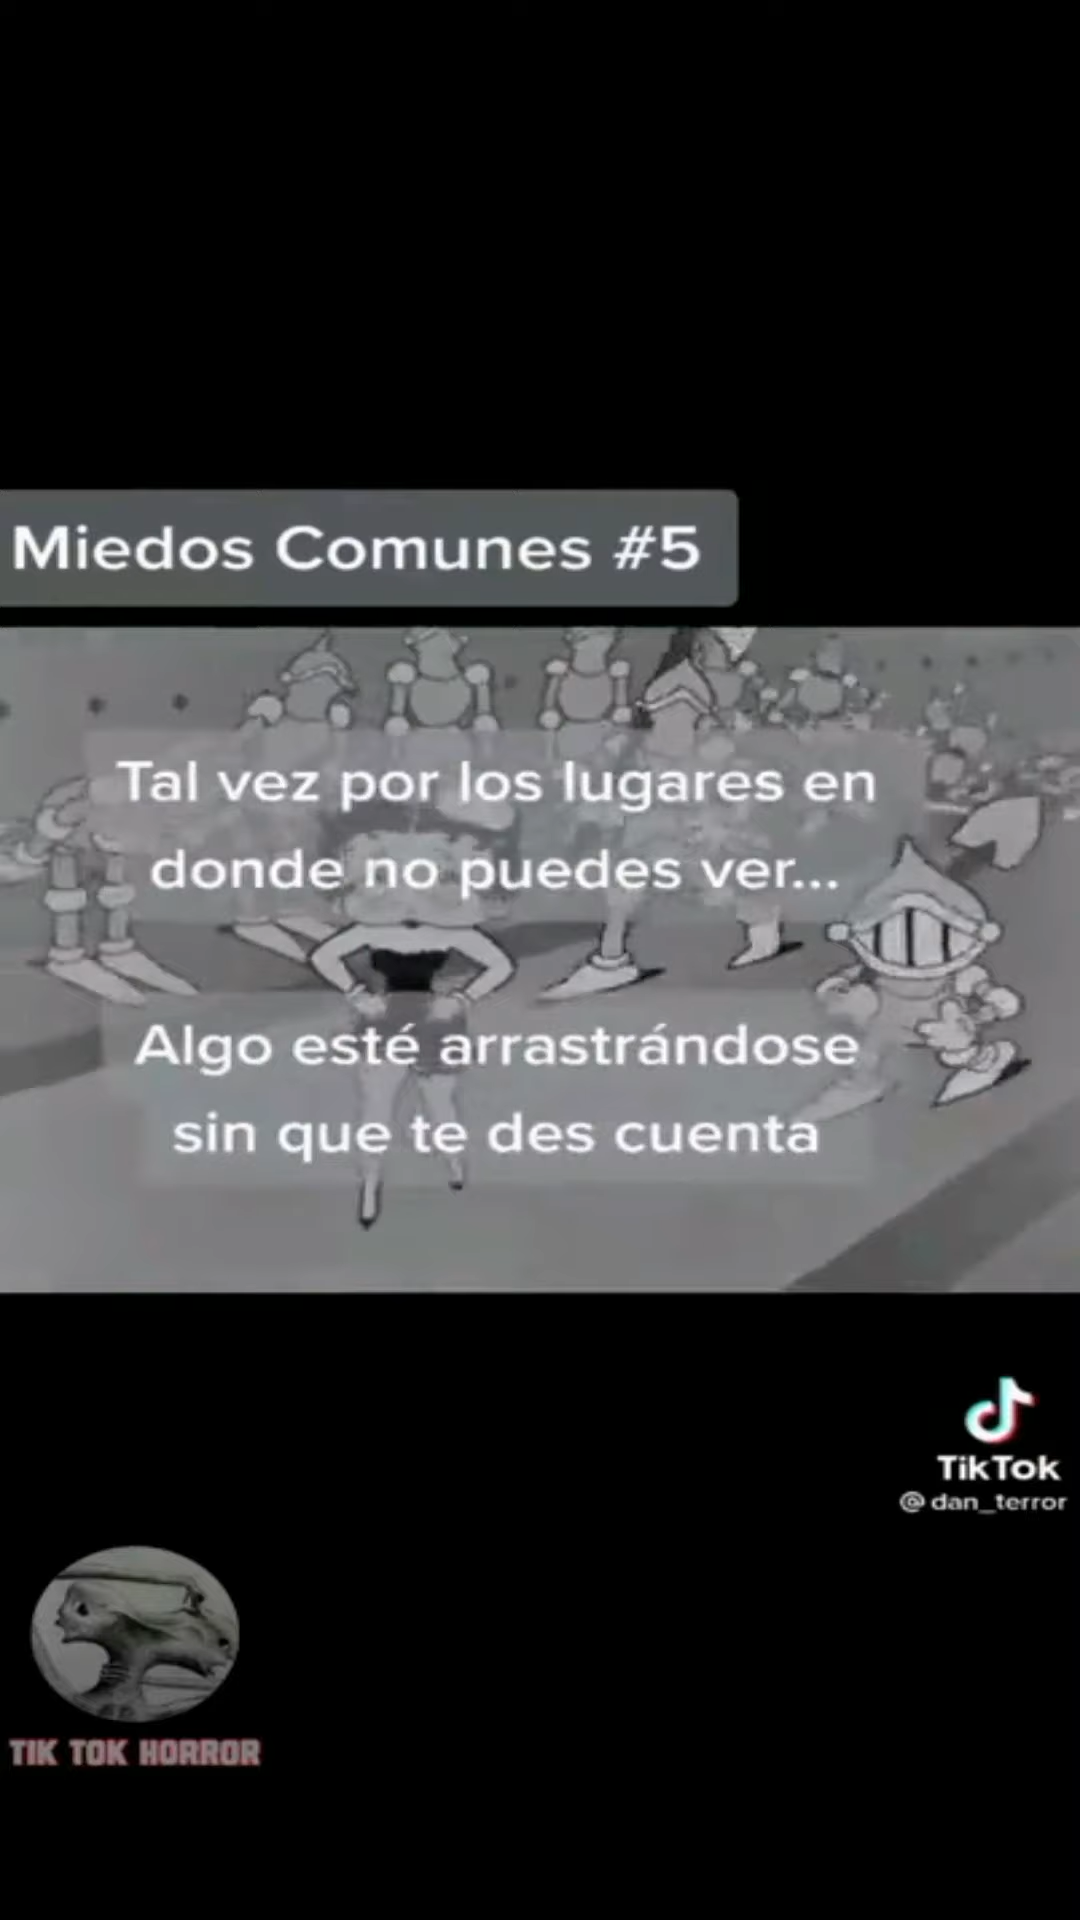 Miedos Comunes #5
Tal vez por los lugares en
donde no puedes ver...
Algo esté arrastrándose
sin que te des cuenta
TikTok
@dan_terror
TIK TOK HORROR